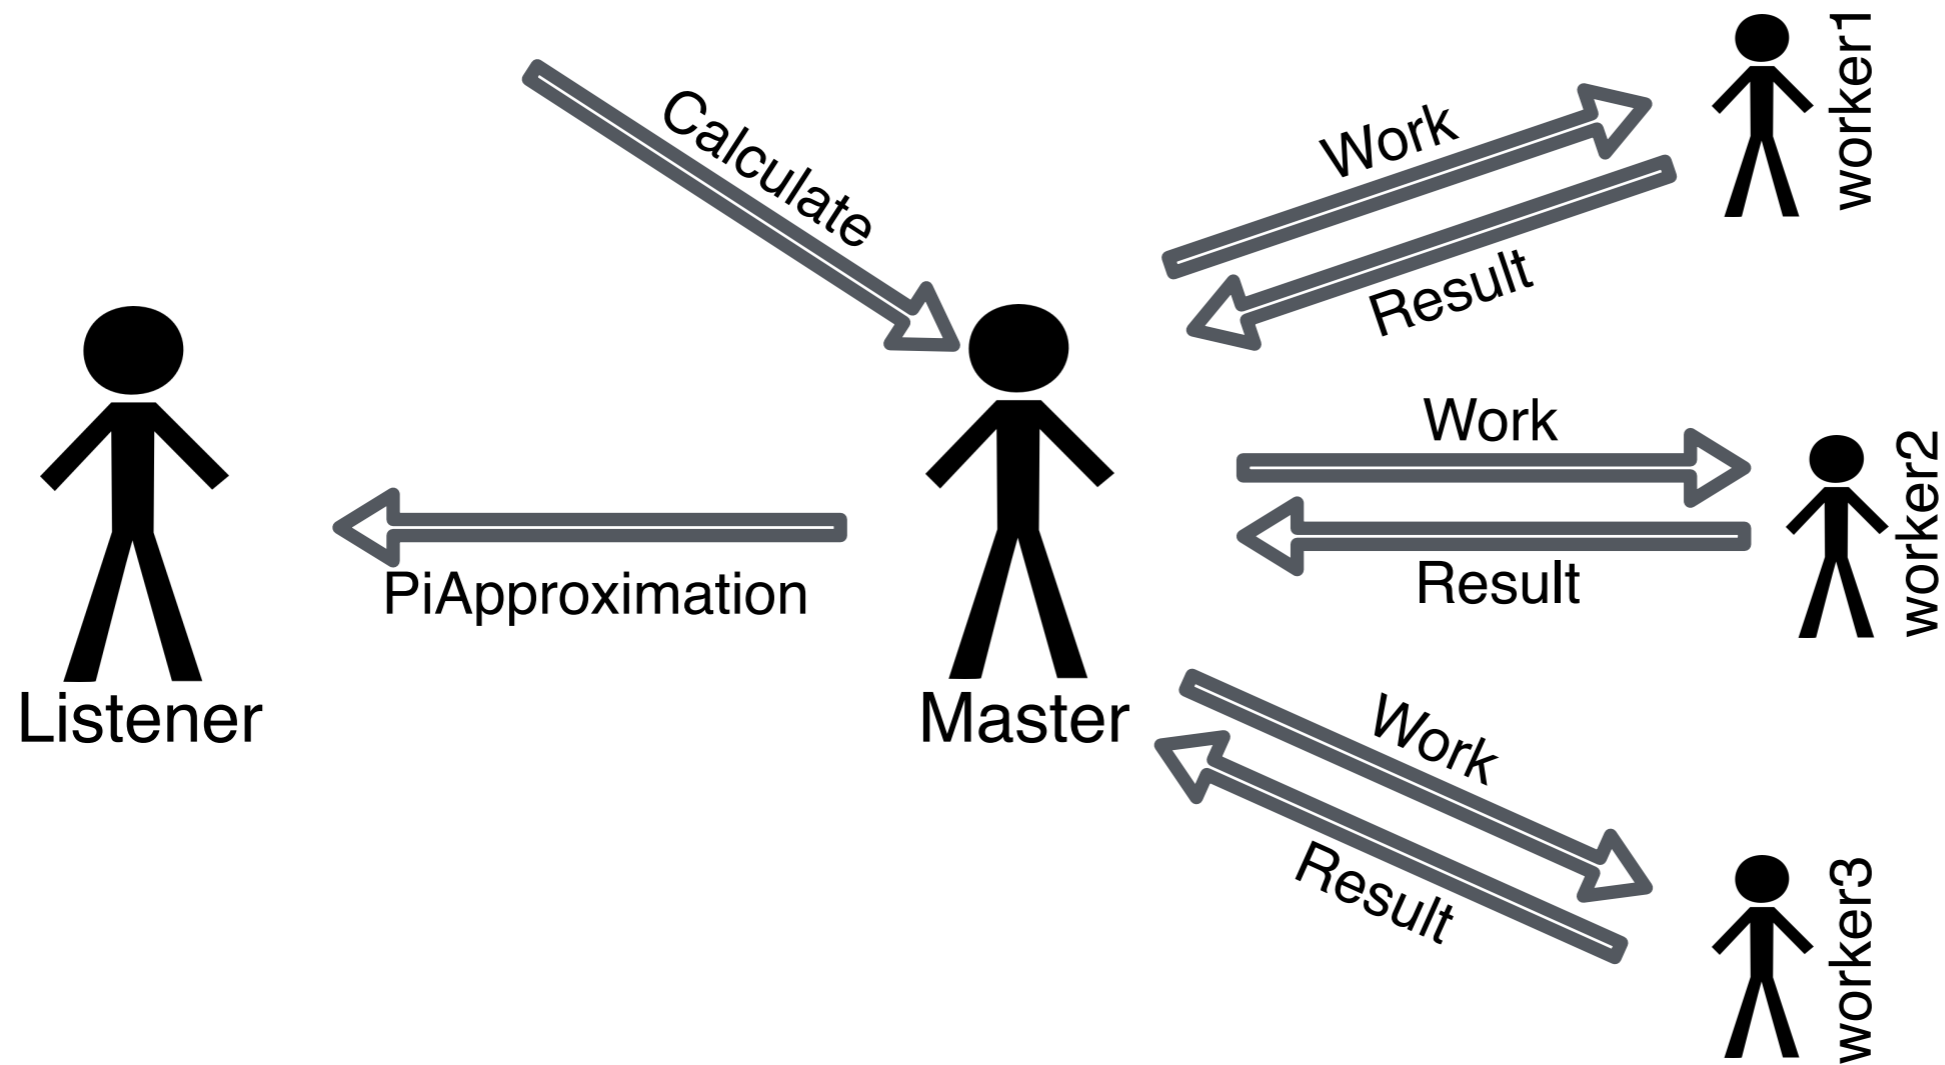 Calculate
Work
worker1
Result
Work
worker2
PiApproximation
Result
Listener
Master
Work
Result
worker3